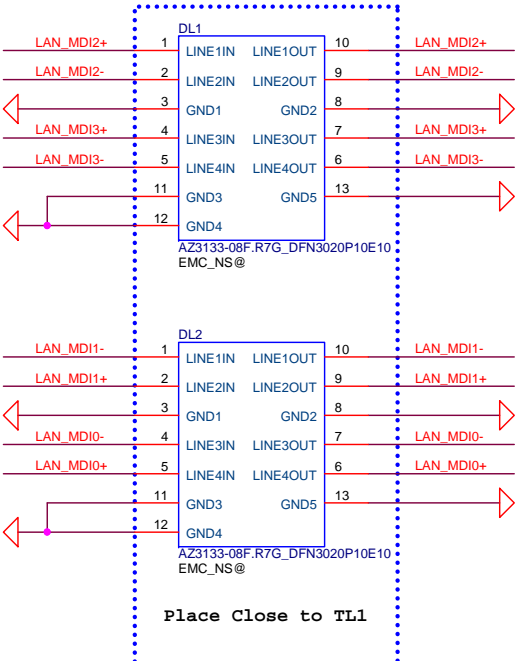 DL1
LAN_MDI2+ 1 LINE1IN LINE1OUT 10 LAN_MDI2+
LAN_MDI2- 2 LINE2IN LINE2OUT 9 LAN_MDI2-
3 GND1 GND2 8
LAN_MDI3+ 4 LINE3IN LINE3OUT 7 LAN_MDI3+
LAN_MDI3- 5 LINE4IN LINE4OUT 6 LAN_MDI3-
11 GND3 GND5 13
12 GND4
AZ3133-08F.R7G_DFN3020P10E10
EMC_NS@
DL2
LAN_MDI1- 1 LINE1IN LINE1OUT 10 LAN_MDI1-
LAN_MDI1+ 2 LINE2IN LINE2OUT 9 LAN_MDI1+
3 GND1 GND2 8
LAN_MDI0- 4 LINE3IN LINE3OUT 7 LAN_MDI0-
LAN_MDI0+ 5 LINE4IN LINE4OUT 6 LAN_MDI0+
11 GND3 GND5 13
12 GND4
AZ3133-08F.R7G_DFN3020P10E10
EMC_NS@
Place Close to TL1